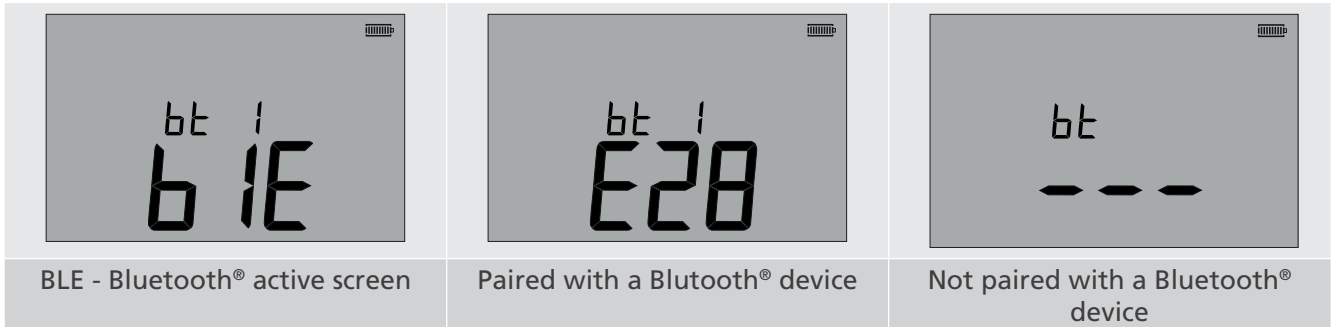 bt 1
b1E
bt 1
E28
bt
---
BLE - Bluetooth® active screen
Paired with a Blutooth® device
Not paired with a Bluetooth®
device